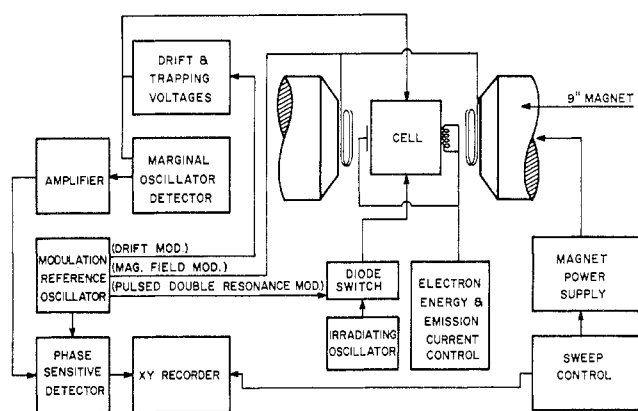 DRIFT &
TRAPPING
VOLTAGES
9" MAGNET
CELL
AMPLIFIER
MARGINAL
OSCILLATOR
DETECTOR
MODULATION
REFERENCE
OSCILLATOR
(DRIFT MOD.)
(MAG. FIELD MOD.)
(PULSED DOUBLE RESONANCE MOD.)
DIODE
SWITCH
ELECTRON
ENERGY &
EMISSION
CURRENT
CONTROL
MAGNET
POWER
SUPPLY
IRRADIATING
OSCILLATOR
PHASE
SENSITIVE
DETECTOR
XY RECORDER
SWEEP
CONTROL